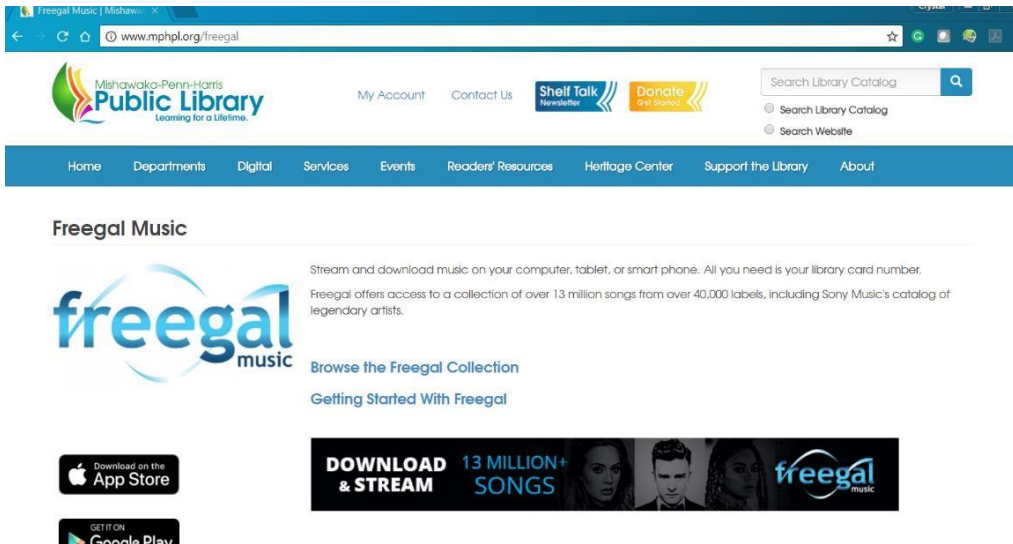 Freegal Music | Mishawa
Crystal
www.mphpl.org/freegal
Mishawaka-Penn-Harris
Public Library
Learning for a Lifetime.
My Account
Contact Us
Shelf Talk
Newsletter
Donate
Get Started
Search Library Catalog
Search Library Catalog
Search Website
Home Departments Digital Services Events Readers' Resources Heritage Center Support the Library About
Freegal Music
freegal
music
Stream and download music on your computer, tablet, or smart phone. All you need is your library card number.
Freegal offers access to a collection of over 13 million songs from over 40,000 labels, including Sony Music's catalog of
legendary artists.
Browse the Freegal Collection
Getting Started With Freegal
Download on the
App Store
DOWNLOAD
& STREAM
13 MILLION+
SONGS
freegal
music
GET IT ON
Google Play